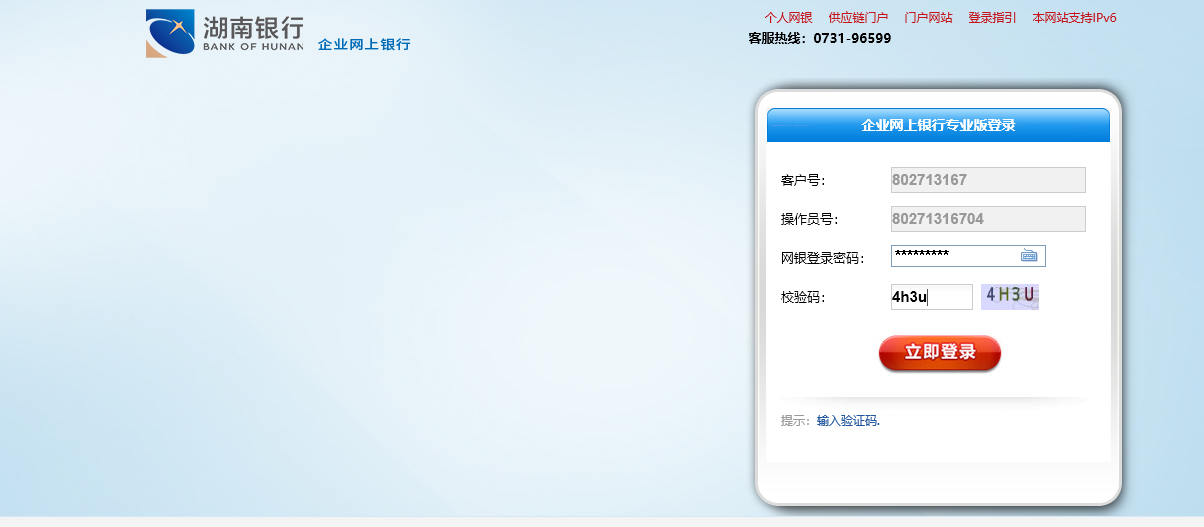 湖南银行
BANK OF HUNAN
企业网上银行
个人网银 供应链门户 门户网站 登录指引 本网站支持IPv6
客服热线：0731-96599
企业网上银行专业版登录
客户号： 802713167
操作员号： 80271316704
网银登录密码： *********
校验码： 4h3u 4H3U
立即登录
提示：输入验证码.